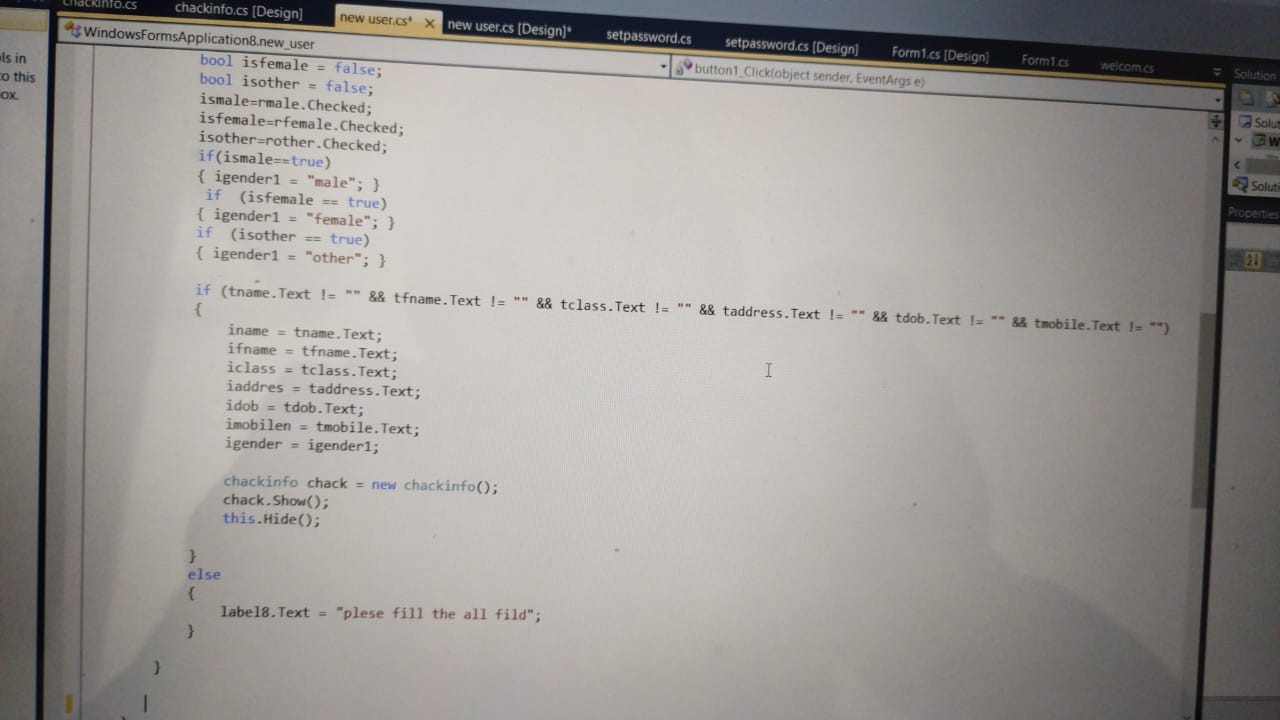 chackinfo.cs
chackinfo.cs [Design]
new user.cs*
new user.cs [Design]*
setpassword.cs
setpassword.cs [Design]
Form1.cs [Design]
Form1.cs
welcom.cs
Solution
WindowsFormsApplication8.new_user
button1_Click(object sender, EventArgs e)
ls in
o this
ox.
Solut
W
Soluti
Properties
bool isfemale = false;
bool isother = false;
ismale=rmale.Checked;
isfemale=rfemale.Checked;
isother=rother.Checked;
if(ismale==true)
{ igender1 = "male"; }
if (isfemale == true)
{ igender1 = "female"; }
if (isother == true)
{ igender1 = "other"; }
if (tname.Text != "" && tfname.Text != "" && tclass.Text != "" && taddress.Text != "" && tdob.Text != "" && tmobile.Text != "")
{
iname = tname.Text;
ifname = tfname.Text;
iclass = tclass.Text;
iaddres = taddress.Text;
idob = tdob.Text;
imobilen = tmobile.Text;
igender = igender1;
chackinfo chack = new chackinfo();
chack.Show();
this.Hide();
}
else
{
label8.Text = "plese fill the all fild";
}
}